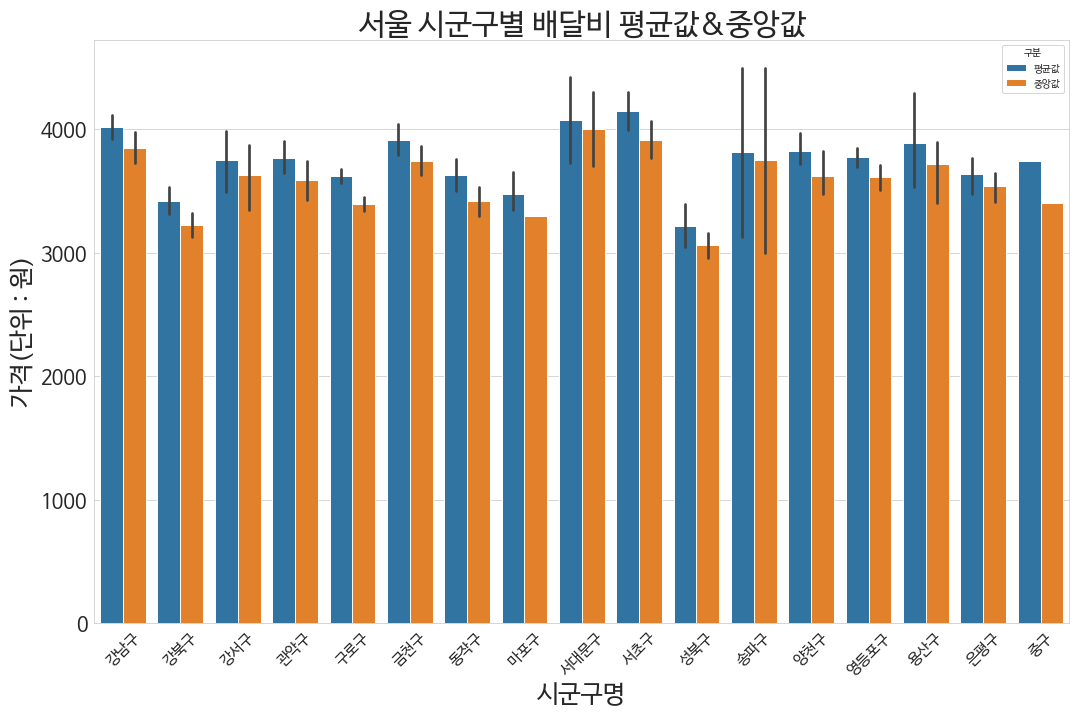 서울 시군구별 배달비 평균값&중앙값
구분
평균값
중앙값
가격(단위 : 원)
4000
3000
2000
1000
0
강남구
강북구
강서구
관악구
구로구
금천구
동작구
마포구
서대문구
서초구
성북구
송파구
양천구
영등포구
용산구
은평구
중구
시군구명